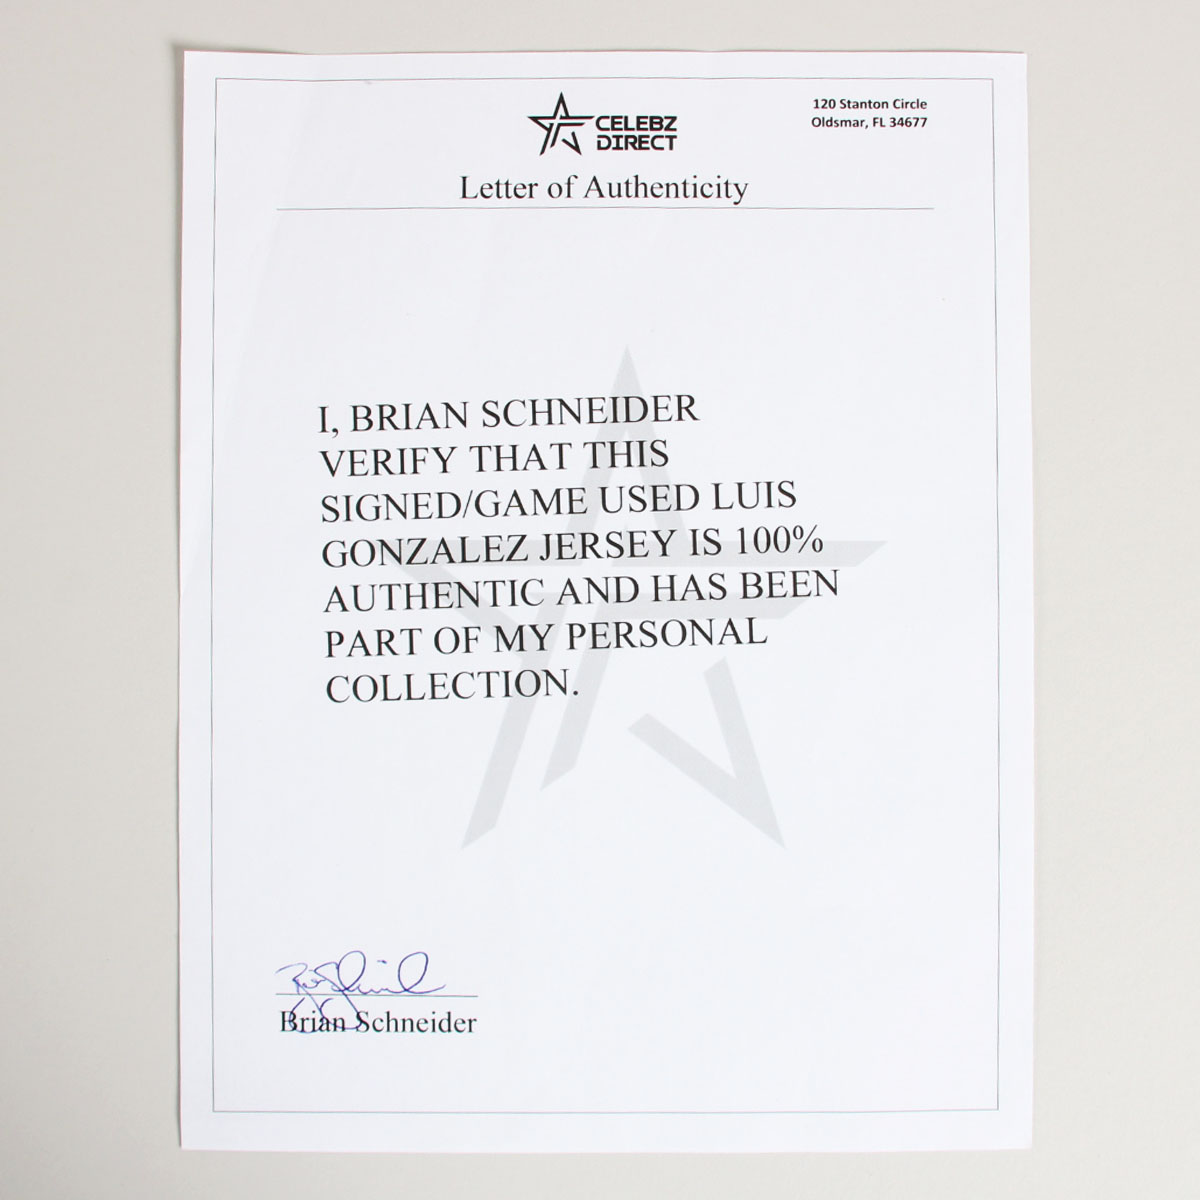 CELEBZ
DIRECT
120 Stanton Circle
Oldsmar, FL 34677
Letter of Authenticity
I, BRIAN SCHNEIDER
VERIFY THAT THIS
SIGNED/GAME USED LUIS
GONZALEZ JERSEY IS 100%
AUTHENTIC AND HAS BEEN
PART OF MY PERSONAL
COLLECTION.
Brian Schneider